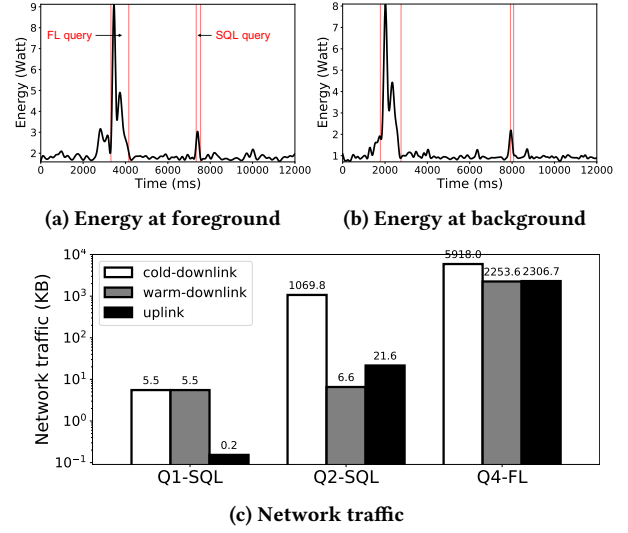 9
8
7
6
5
4
3
2
Energy (Watt)
FL query
SQL query
0 2000 4000 6000 8000 10000 12000
Time (ms)
(a) Energy at foreground
8
7
6
5
4
3
2
1
Energy (Watt)
0 2000 4000 6000 8000 10000 12000
Time (ms)
(b) Energy at background
Network traffic (KB)
10^4
10^3
10^2
10^1
10^0
10^-1
cold-downlink
warm-downlink
uplink
5.5 5.5 0.2
1069.8 6.6 21.6
5918.0 2253.6 2306.7
Q1-SQL Q2-SQL Q4-FL
(c) Network traffic